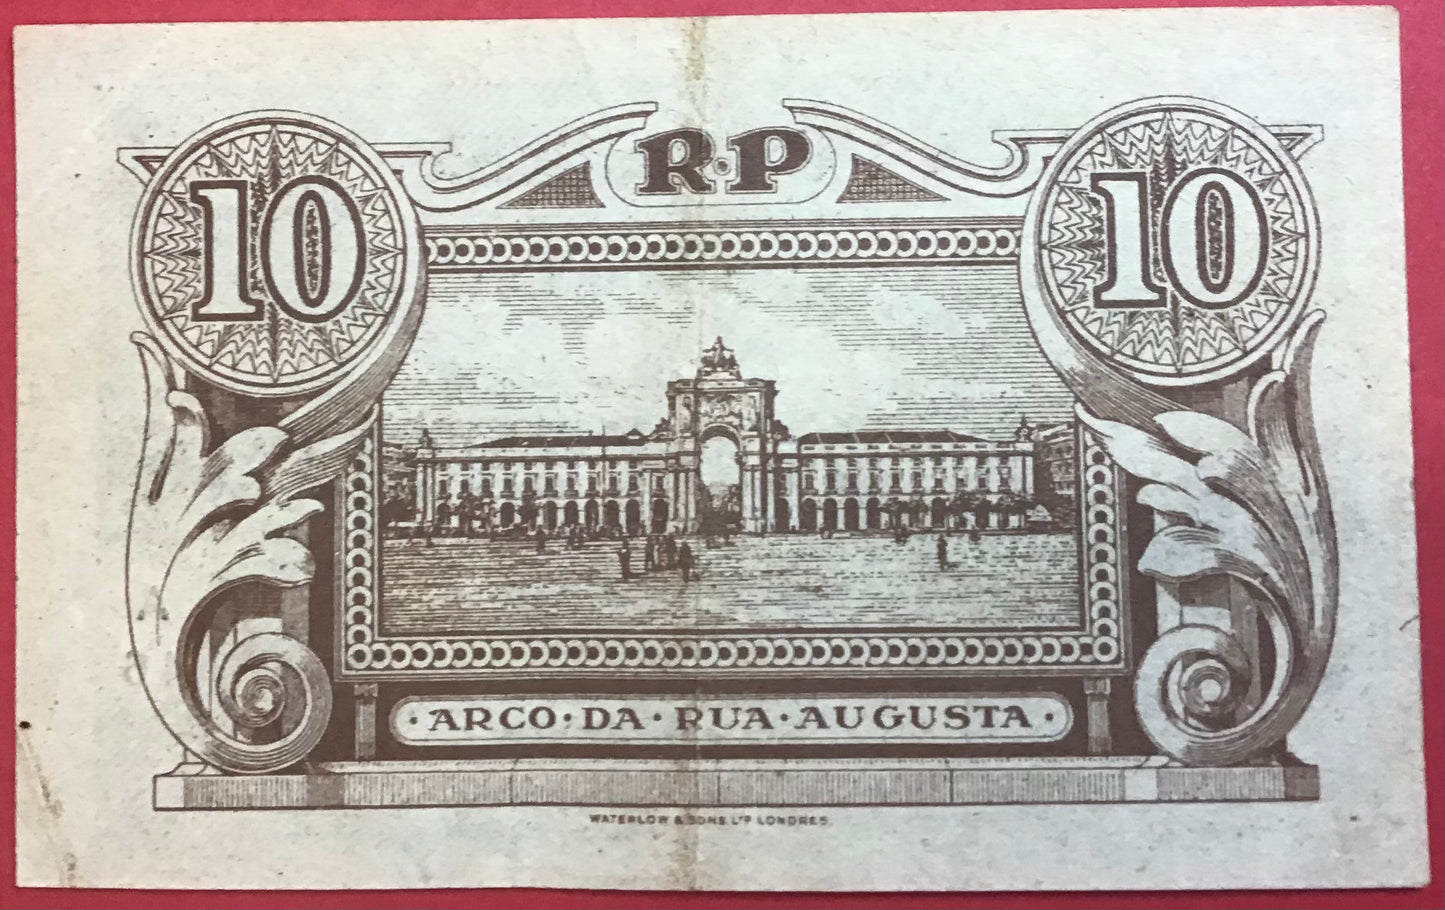 R·P
10 10
·ARCO·DA·RUA·AUGUSTA·
WATERLOW & SONS LTD LONDRES.